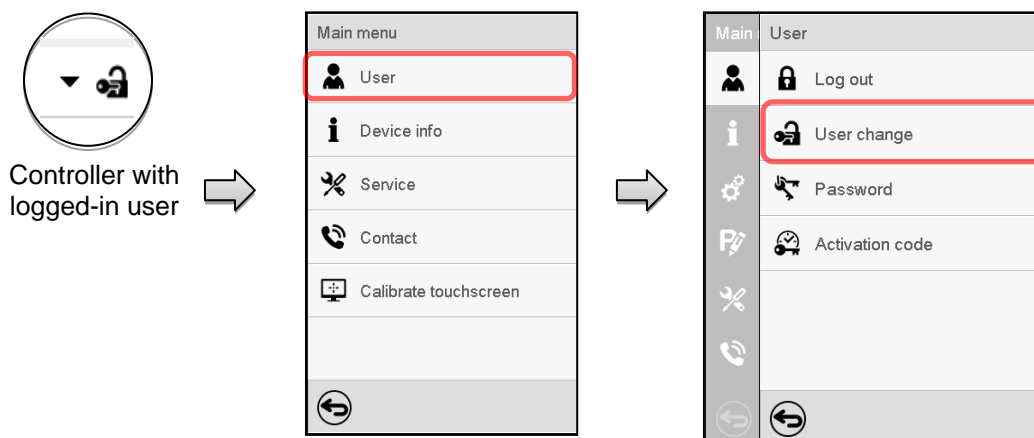 Controller with
logged-in user
Main menu
User
Device info
Service
Contact
Calibrate touchscreen
Main
User
Log out
User change
Password
Activation code